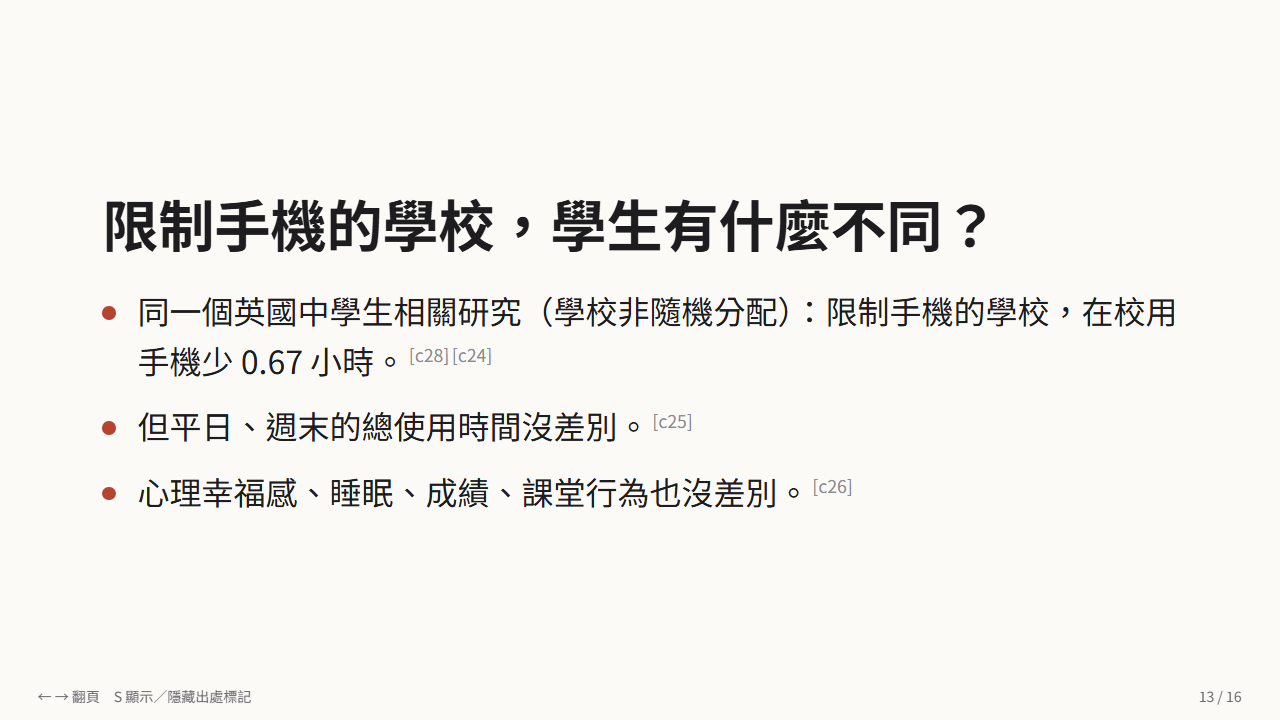 限制手機的學校，學生有什麼不同？
同一個英國中學生相關研究（學校非隨機分配）：限制手機的學校，在校用
手機少 0.67 小時。[c28][c24]
但平日、週末的總使用時間沒差別。[c25]
心理幸福感、睡眠、成績、課堂行為也沒差別。[c26]
←→ 翻頁　S 顯示／隱藏出處標記
13 / 16